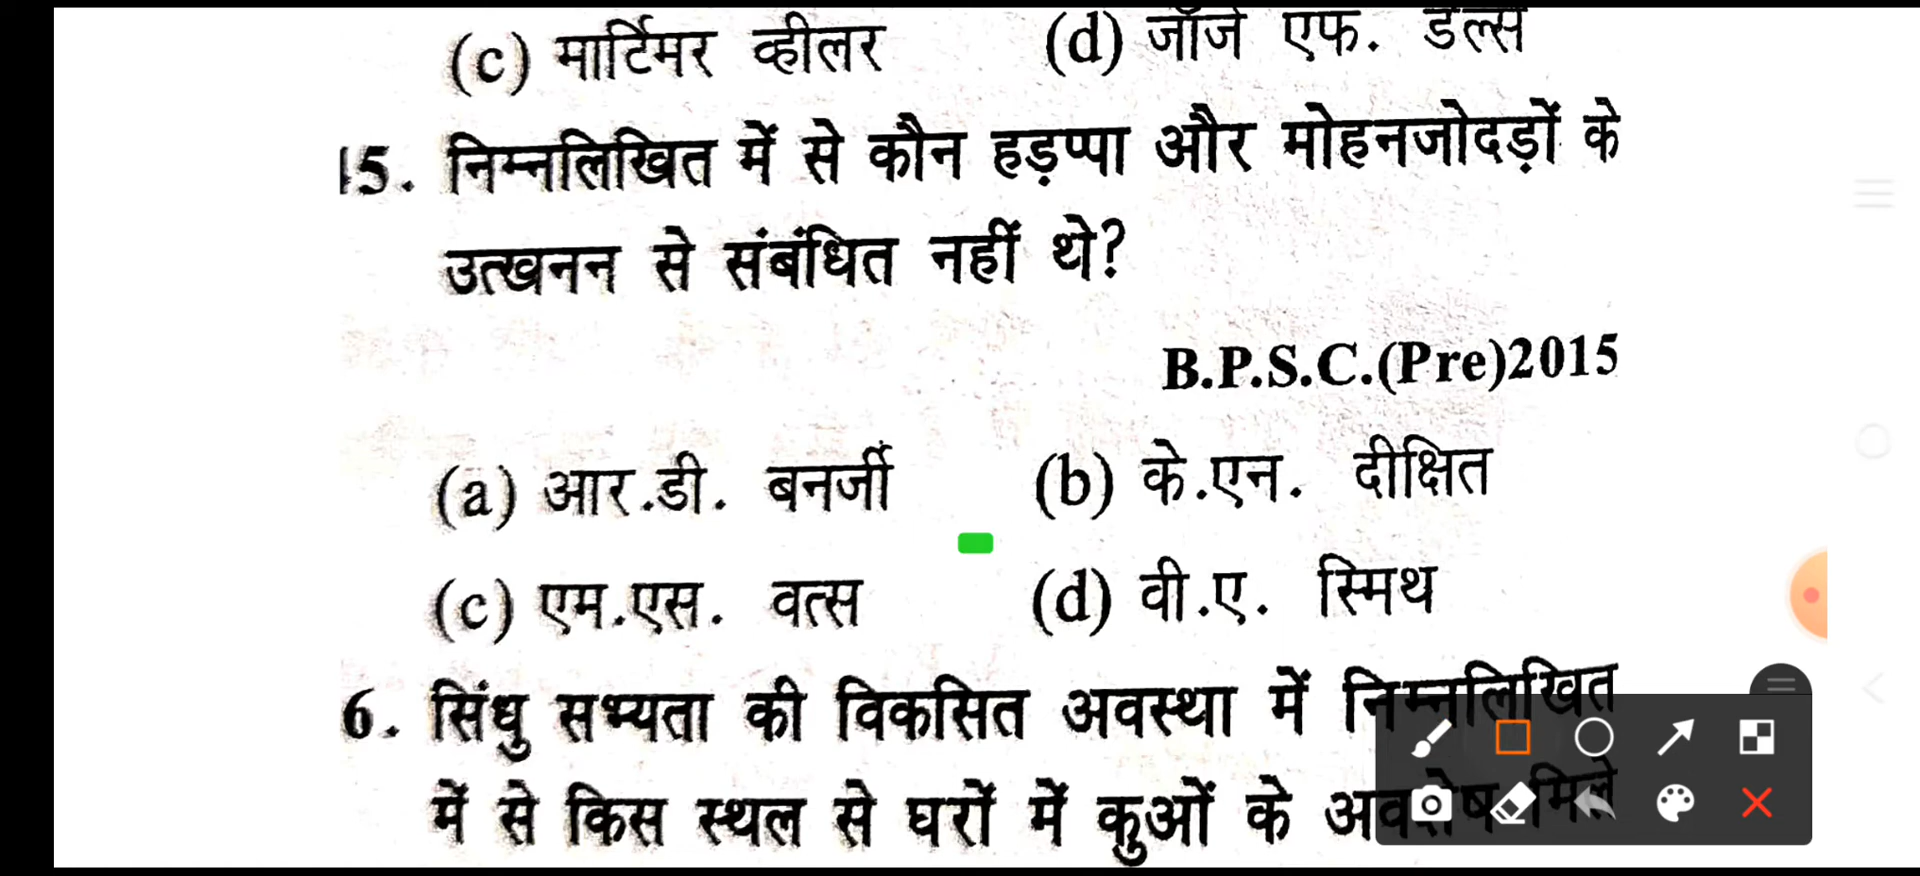 (c) मार्टिमर व्हीलर (d) जॉर्ज एफ. डेल्स
15. निम्नलिखित में से कौन हड़प्पा और मोहनजोदड़ों के
उत्खनन से संबंधित नहीं थे?
B.P.S.C.(Pre)2015
(a) आर.डी. बनर्जी (b) के.एन. दीक्षित
(c) एम.एस. वत्स (d) वी.ए. स्मिथ
6. सिंधु सभ्यता की विकसित अवस्था में निम्नलिखित
में से किस स्थल से घरों में कुओं के अवशेष मिले